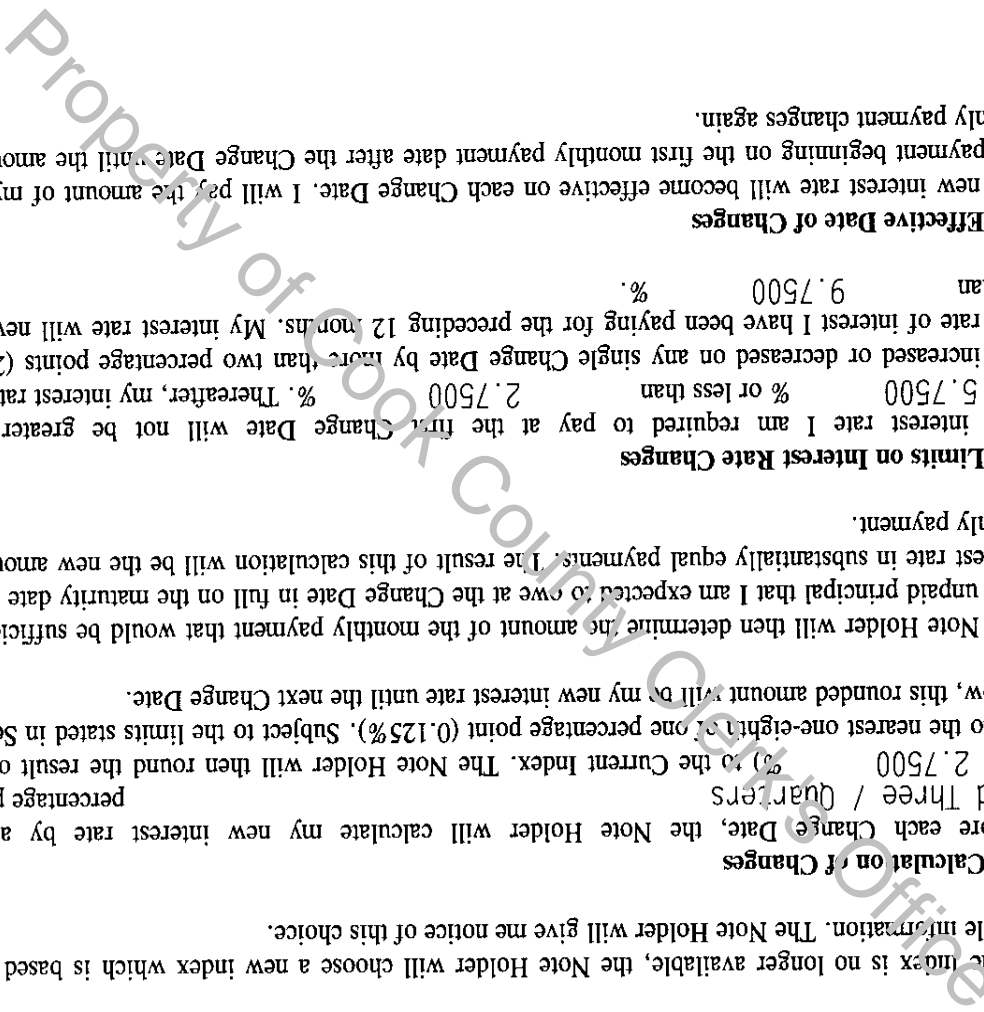 e Index is no longer available, the Note Holder will choose a new index which is based
le information. The Note Holder will give me notice of this choice.
Calculation of Changes
ore each Change Date, the Note Holder will calculate my new interest rate by a
d Three / Quarters percentage p
2.7500 %) to the Current Index. The Note Holder will then round the result o
o the nearest one-eighth of one percentage point (0.125%). Subject to the limits stated in Se
w, this rounded amount will be my new interest rate until the next Change Date.
Note Holder will then determine the amount of the monthly payment that would be suffici
unpaid principal that I am expected to owe at the Change Date in full on the maturity date
est rate in substantially equal payments. The result of this calculation will be the new amou
nly payment.
Limits on Interest Rate Changes
interest rate I am required to pay at the first Change Date will not be greater
5.7500 % or less than 2.7500 %. Thereafter, my interest rat
increased or decreased on any single Change Date by more than two percentage points (2
rate of interest I have been paying for the preceding 12 months. My interest rate will nev
an 9.7500 %.
Effective Date of Changes
new interest rate will become effective on each Change Date. I will pay the amount of my
payment beginning on the first monthly payment date after the Change Date until the amou
nly payment changes again.
Property of Cook County Clerk's Office